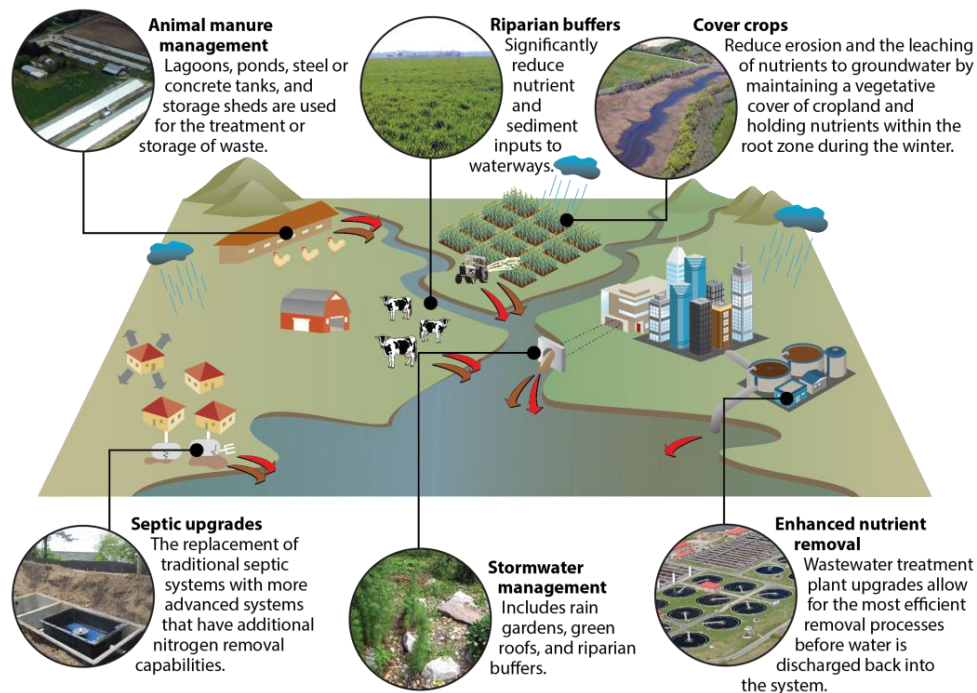 Animal manure
management
Lagoons, ponds, steel or
concrete tanks, and
storage sheds are used
for the treatment or
storage of waste.
Riparian buffers
Significantly
reduce
nutrient
and
sediment
inputs to
waterways.
Cover crops
Reduce erosion and the leaching
of nutrients to groundwater by
maintaining a vegetative
cover of cropland and
holding nutrients within the
root zone during the winter.
Septic upgrades
The replacement of
traditional septic
systems with more
advanced systems
that have additional
nitrogen removal
capabilities.
Stormwater
management
Includes rain
gardens, green
roofs, and riparian
buffers.
Enhanced nutrient
removal
Wastewater treatment
plant upgrades allow
for the most efficient
removal processes
before water is
discharged back into
the system.